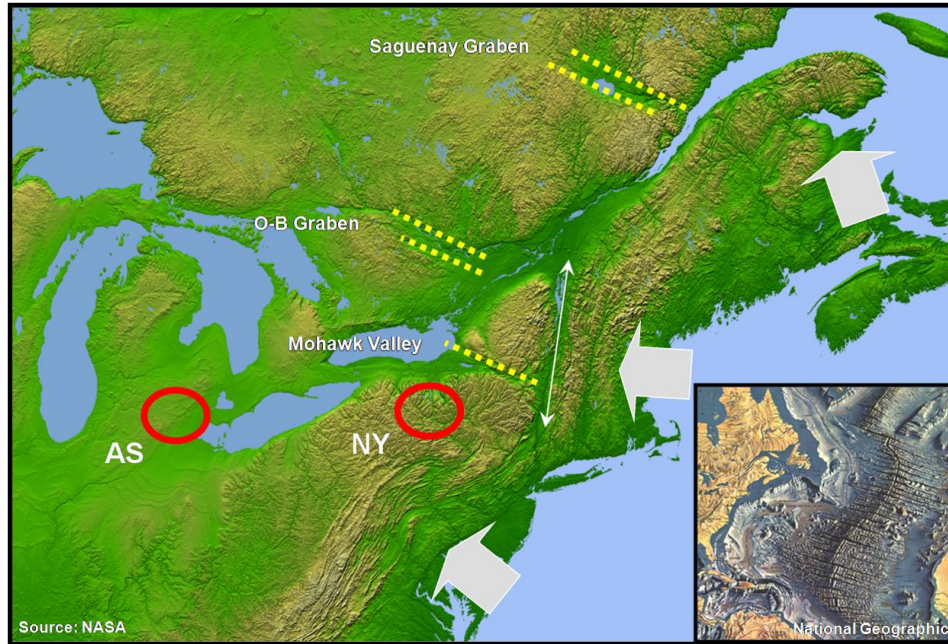 Saguenay Graben
O-B Graben
Mohawk Valley
AS
NY
Source: NASA
National Geographic